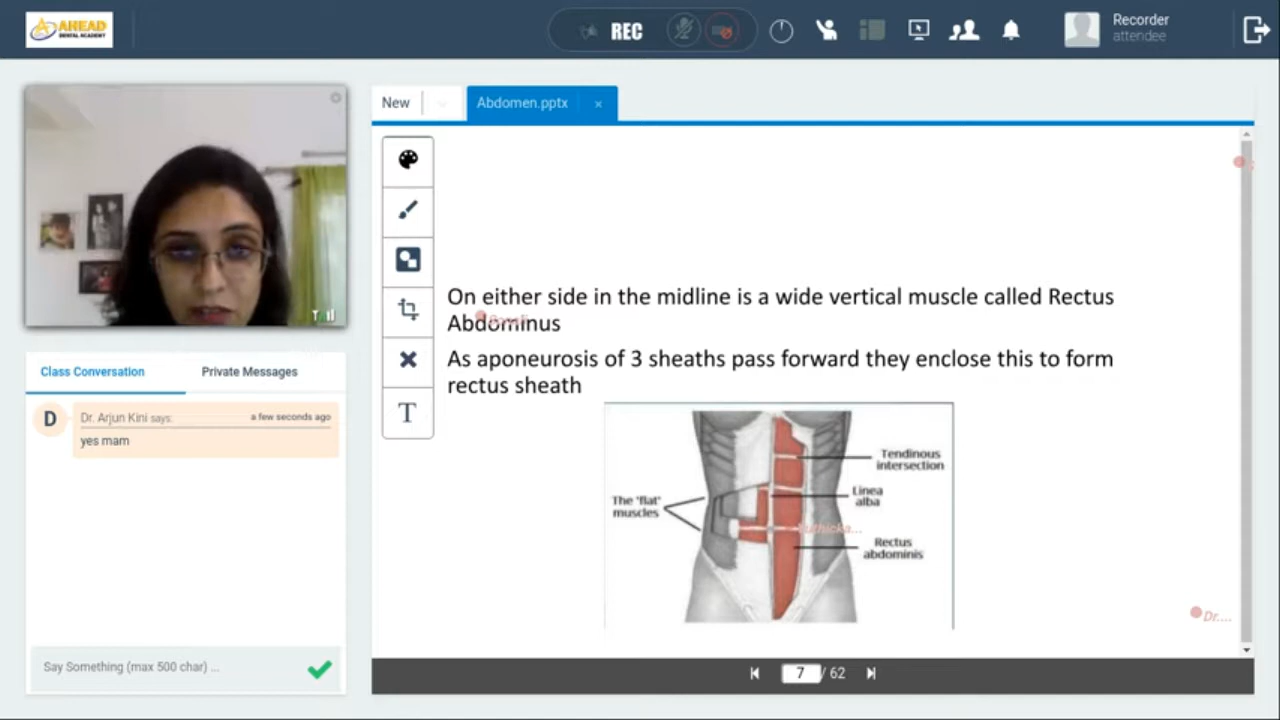 AHEAD
DENTAL ACADEMY
REC
Recorder
attendee
New
Abdomen.pptx
Class Conversation
Private Messages
D
Dr. Arjun Kini says:
a few seconds ago
yes mam
Say Something (max 500 char) ...
On either side in the midline is a wide vertical muscle called Rectus
Abdominus
As aponeurosis of 3 sheaths pass forward they enclose this to form
rectus sheath
Tendinous
intersection
The 'flat'
muscles
Linea
alba
Rectus
abdominis
Dr....
T
7 / 62